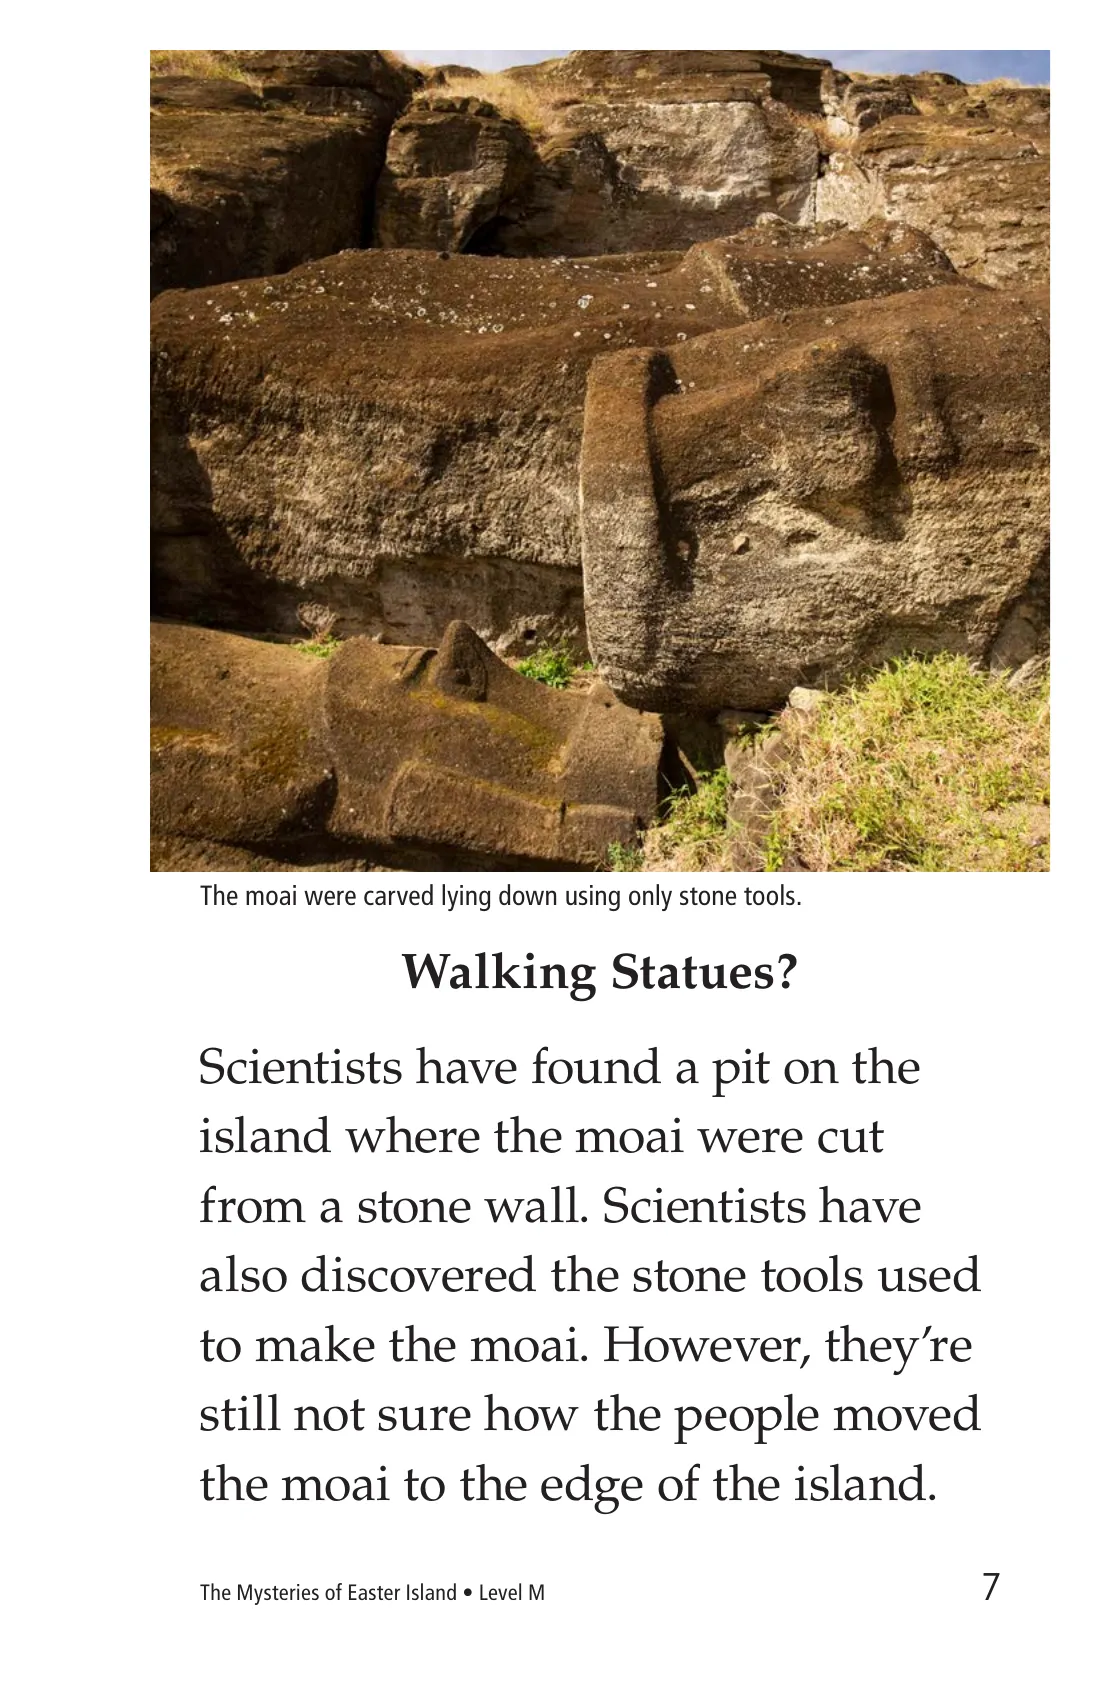 The moai were carved lying down using only stone tools.
Walking Statues?
Scientists have found a pit on the
island where the moai were cut
from a stone wall. Scientists have
also discovered the stone tools used
to make the moai. However, they’re
still not sure how the people moved
the moai to the edge of the island.
The Mysteries of Easter Island • Level M
7